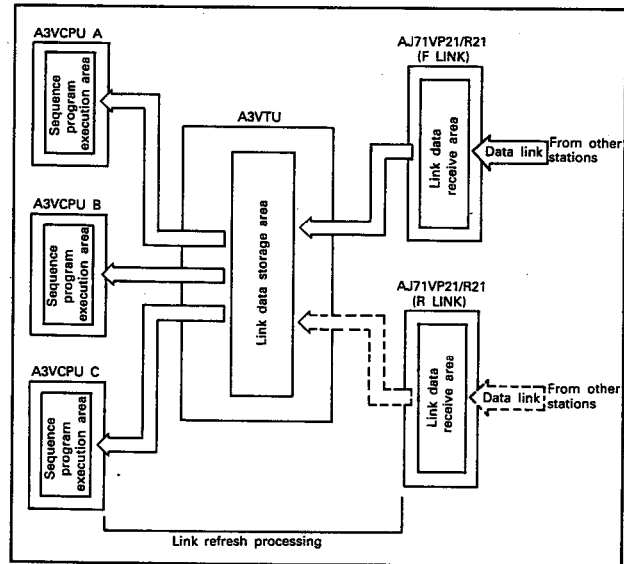 A3VCPU A
Sequence
program
execution area
A3VCPU B
Sequence
program
execution area
A3VCPU C
Sequence
program
execution area
A3VTU
Link data storage area
AJ71VP21/R21
(F LINK)
Link data
receive area
Data link
From other
stations
AJ71VP21/R21
(R LINK)
Link data
receive area
Data link
From other
stations
Link refresh processing